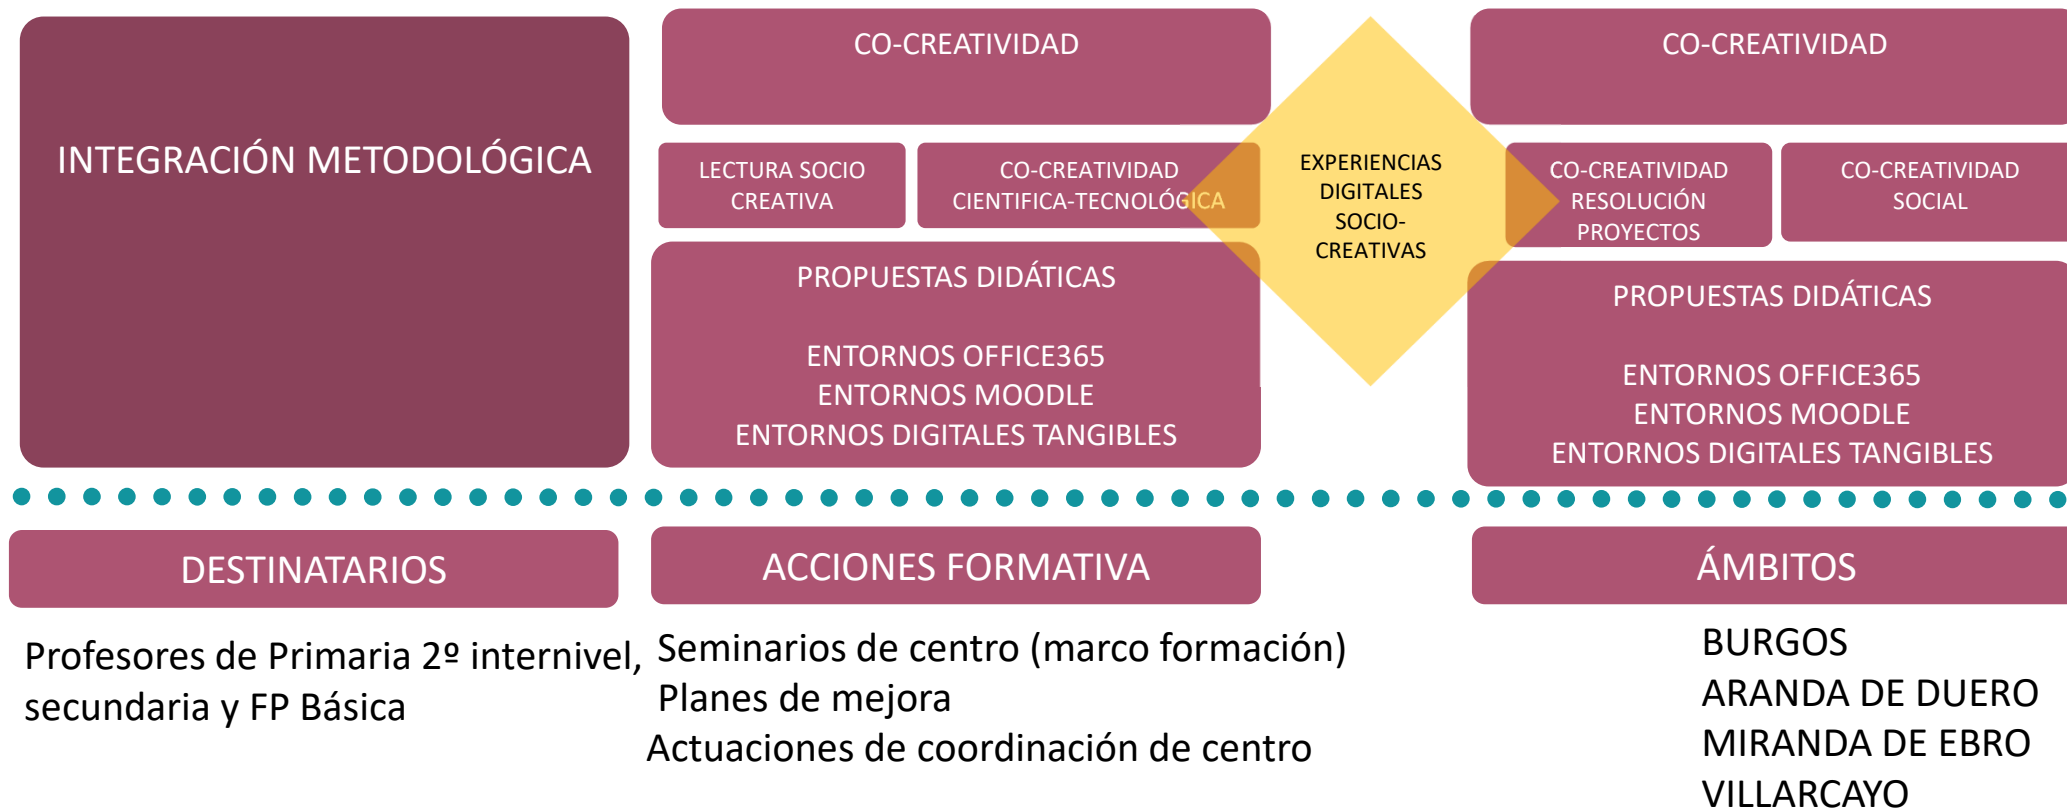 INTEGRACIÓN METODOLÓGICA
CO-CREATIVIDAD
LECTURA SOCIO
CREATIVA
CO-CREATIVIDAD
CIENTIFICA-TECNOLÓGICA
PROPUESTAS DIDÁTICAS
ENTORNOS OFFICE365
ENTORNOS MOODLE
ENTORNOS DIGITALES TANGIBLES
EXPERIENCIAS
DIGITALES
SOCIO-
CREATIVAS
CO-CREATIVIDAD
CO-CREATIVIDAD
RESOLUCIÓN
PROYECTOS
CO-CREATIVIDAD
SOCIAL
PROPUESTAS DIDÁTICAS
ENTORNOS OFFICE365
ENTORNOS MOODLE
ENTORNOS DIGITALES TANGIBLES
DESTINATARIOS
Profesores de Primaria 2º internivel,
secundaria y FP Básica
ACCIONES FORMATIVA
Seminarios de centro (marco formación)
Planes de mejora
Actuaciones de coordinación de centro
ÁMBITOS
BURGOS
ARANDA DE DUERO
MIRANDA DE EBRO
VILLARCAYO